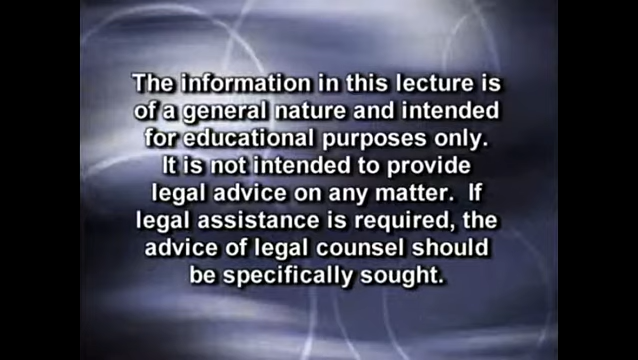 The information in this lecture is
of a general nature and intended
for educational purposes only.
It is not intended to provide
legal advice on any matter.  If
legal assistance is required, the
advice of legal counsel should
be specifically sought.